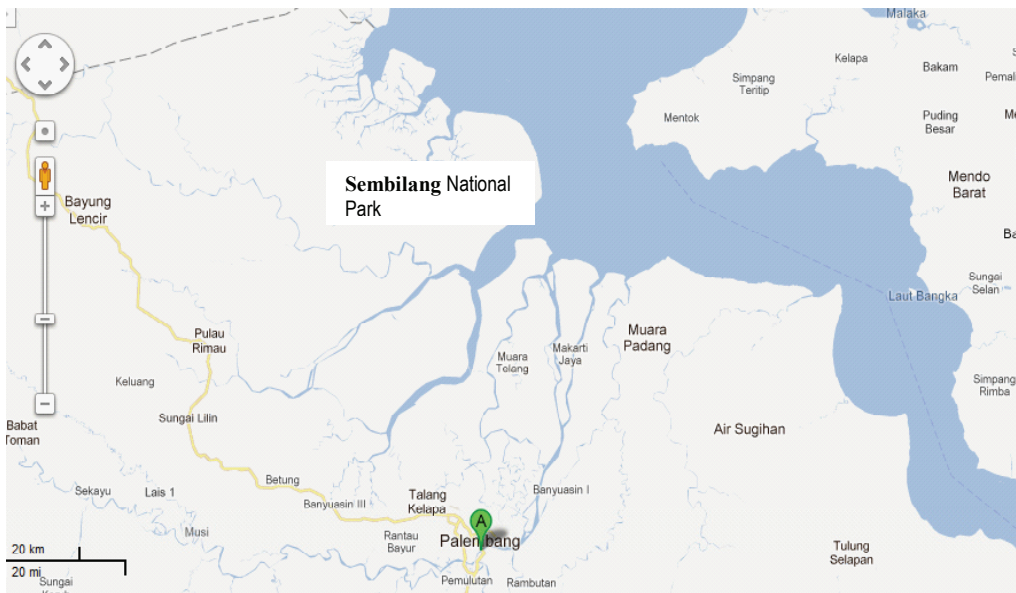 Malaka
Kelapa
Bakam
Simpang
Teritip
Mentok
Puding
Besar
Sembilang National
Park
Mendo
Barat
Bayung
Lencir
Sungai
Selan
Laut Bangka
Pulau
Rimau
Muara
Padang
Muara
Tolong
Makarti
Jaya
Keluang
Simpang
Rimba
Sungai Lilin
Babat
Toman
Air Sugihan
Betung
Sekayu
Lais 1
Banyuasin III
Talang
Kelapa
Banyuasin I
Musi
A
Rantau
Bayur
Palembang
20 km
20 mi
Tulung
Selapan
Sungai
Pemulutan
Rambutan